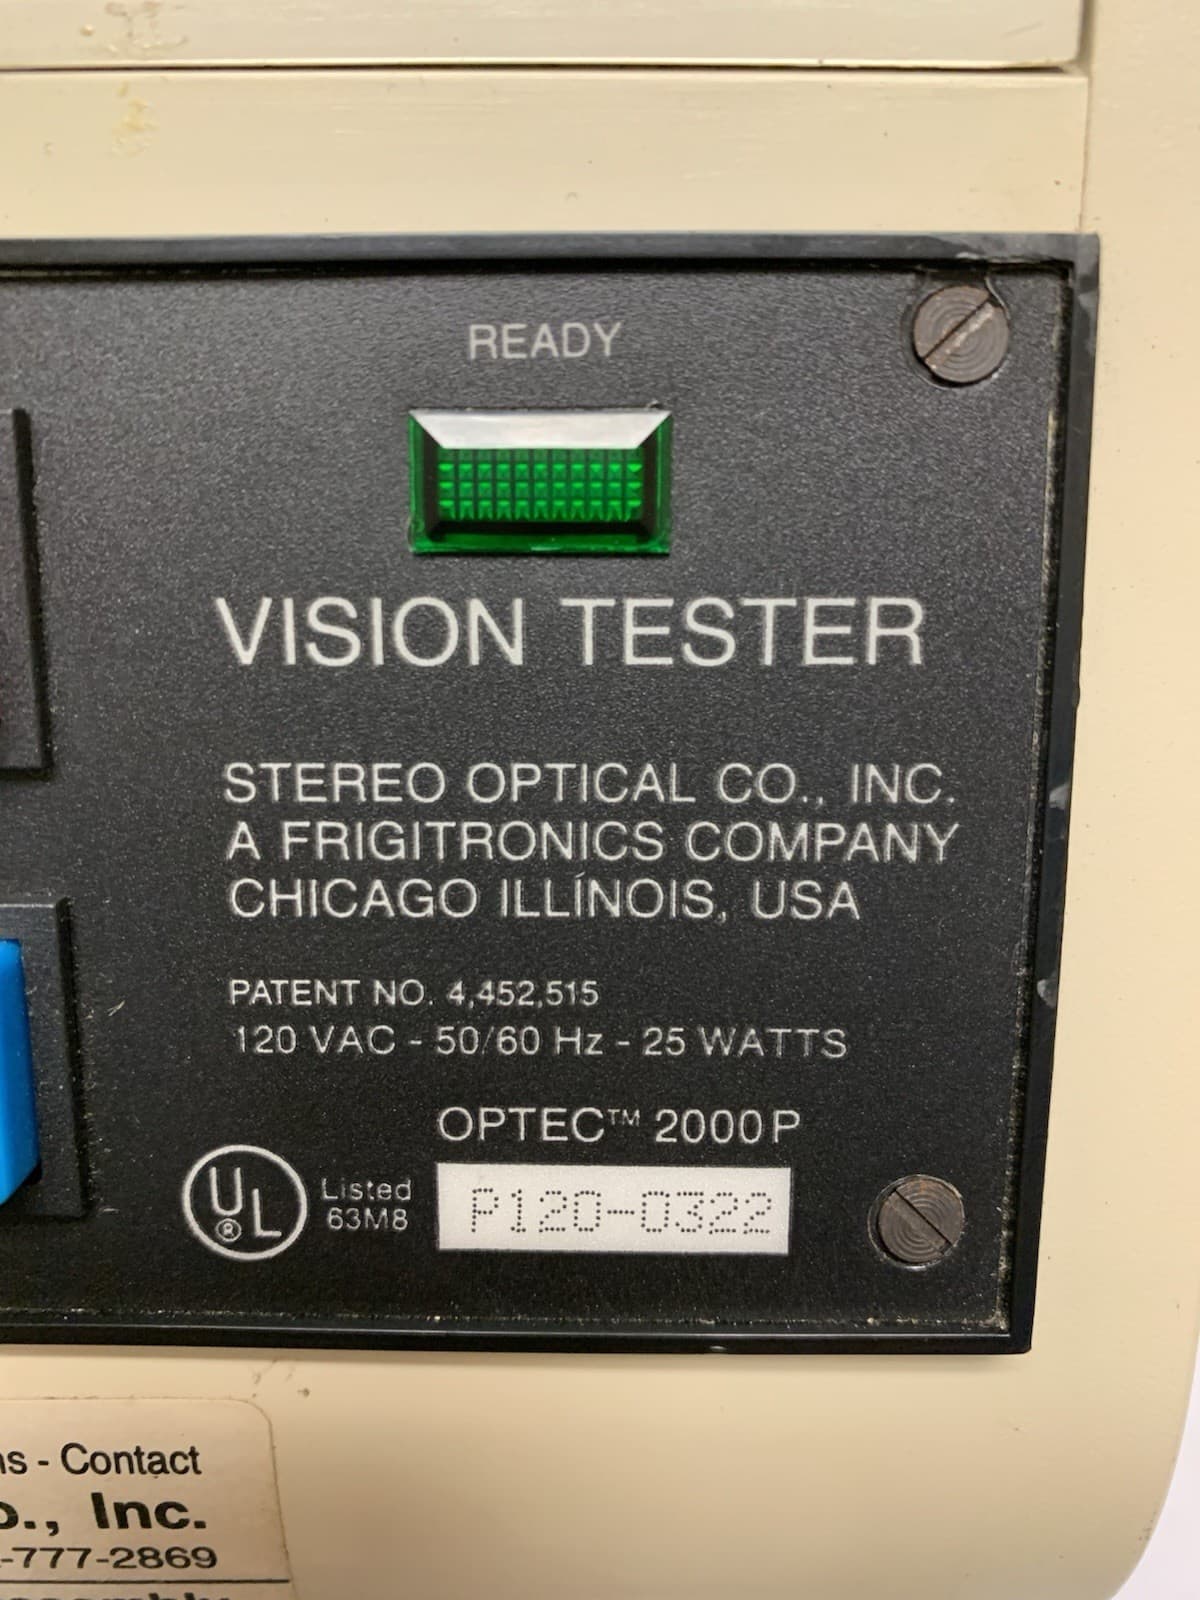 READY
VISION TESTER
STEREO OPTICAL CO., INC.
A FRIGITRONICS COMPANY
CHICAGO ILLINOIS, USA
PATENT NO. 4,452,515
120 VAC - 50/60 Hz - 25 WATTS
OPTEC™ 2000P
UL® Listed
63M8
P120-0322
- Contact
Inc.
-777-2869